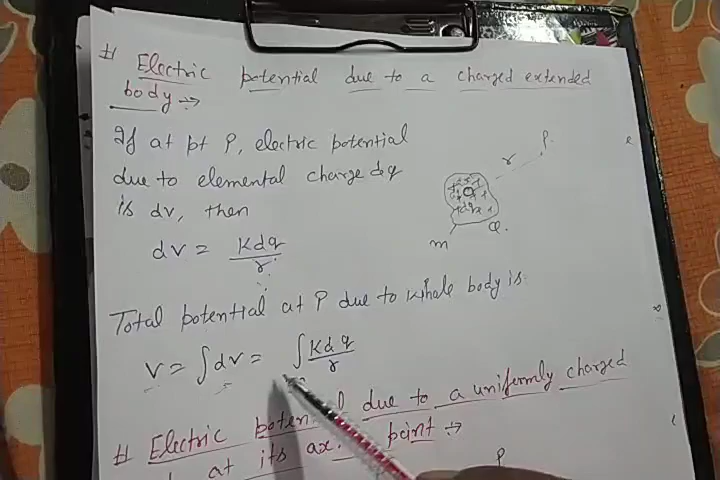 # Electric potential due to a charged extended
body →
If at pt P, electric potential
due to elemental charge dq
is dv, then
dv = Kdq/r
P.
r
Q.
m
Total potential at P due to whole body is
V = ∫dv = ∫Kdq/r
# Electric poten l due to a uniformly charged
at its ax. point →
P